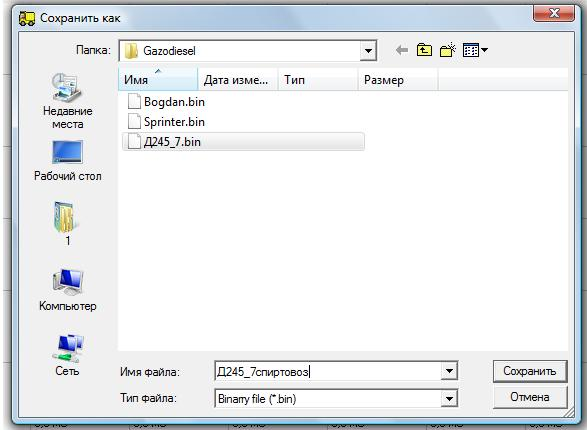 Сохранить как
Папка: Gazodiesel
Имя Дата изме... Тип Размер
Bogdan.bin
Sprinter.bin
Д245_7.bin
Недавние
места
Рабочий стол
1
Компьютер
Сеть
Имя файла: Д245_7спиртовоз Сохранить
Тип файла: Binarry file (*.bin) Отмена